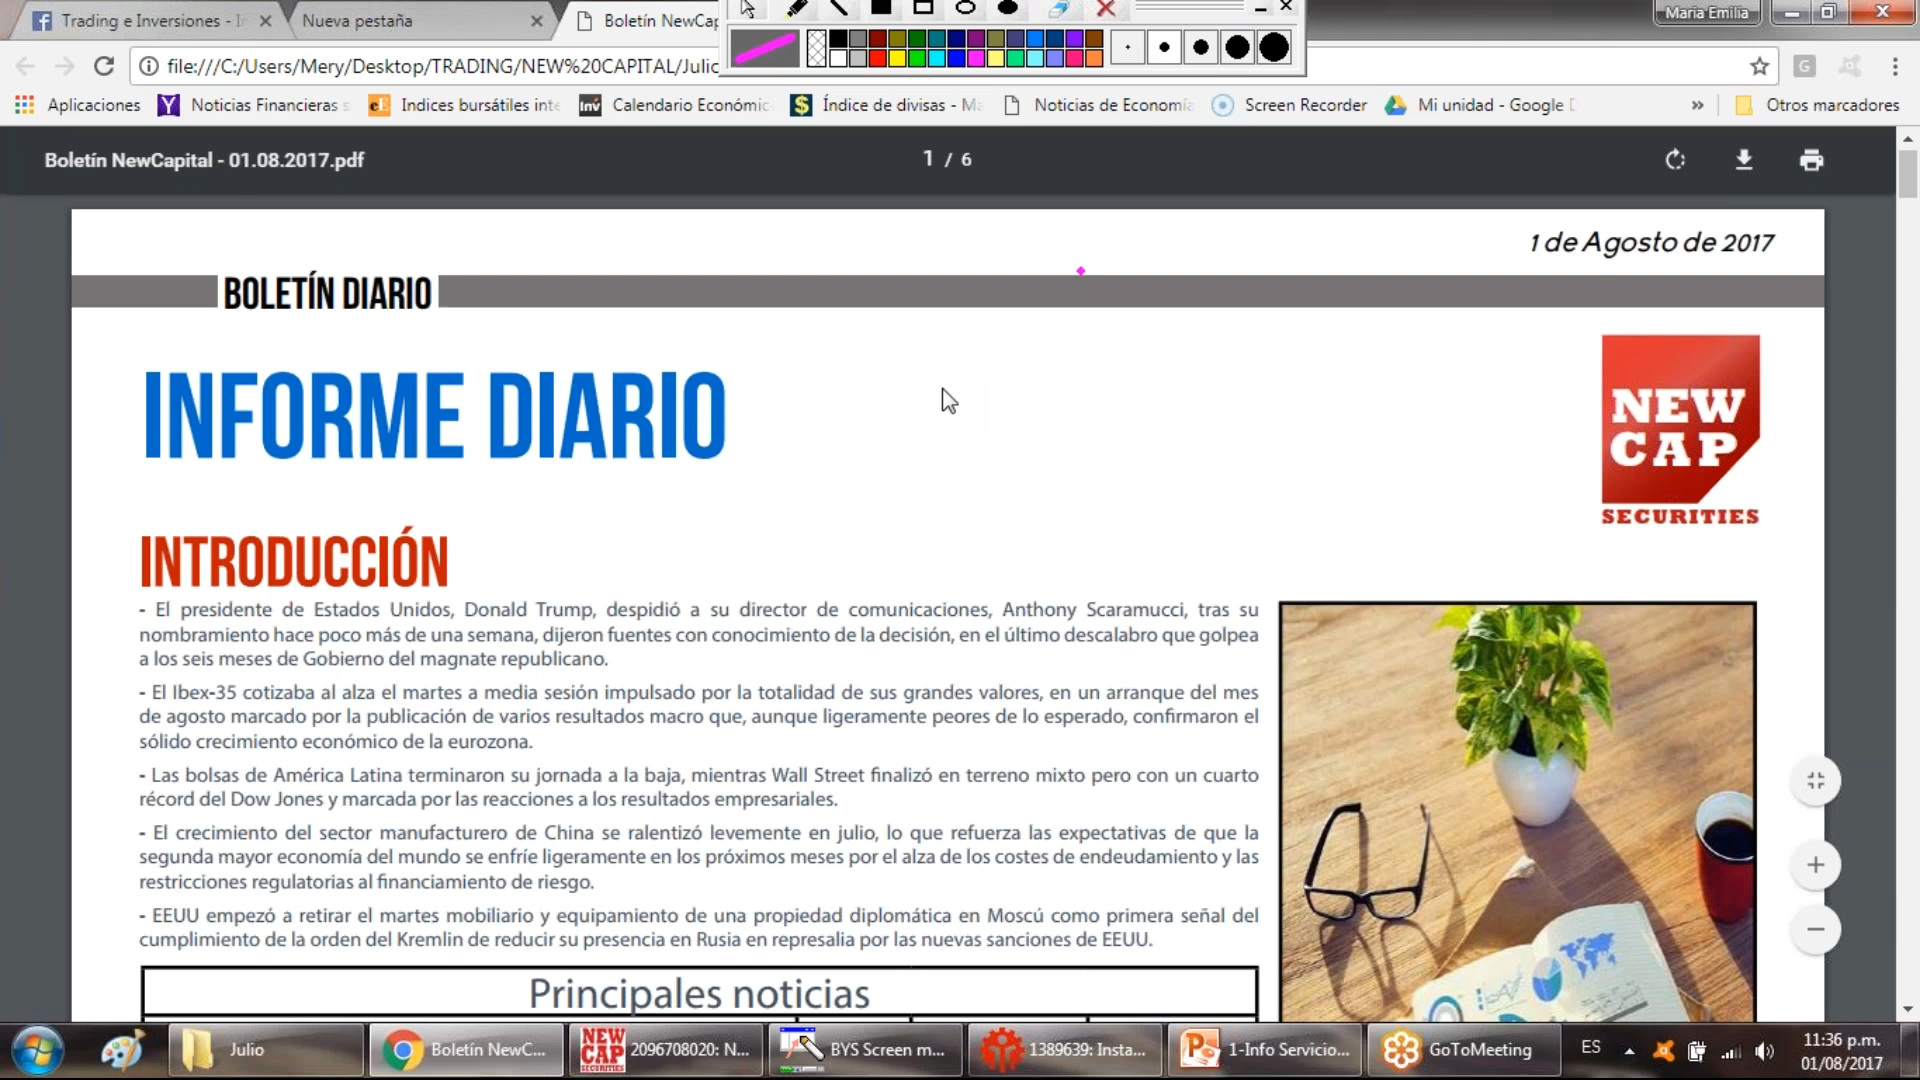 Trading e Inversiones - In
Nueva pestaña
Boletín NewCap
Maria Emilia
file:///C:/Users/Mery/Desktop/TRADING/NEW%20CAPITAL/Julio
Aplicaciones
Noticias Financieras s
Indices bursátiles inte
Calendario Económic
Índice de divisas - Ma
Noticias de Economía
Screen Recorder
Mi unidad - Google D
»
Otros marcadores
Boletín NewCapital - 01.08.2017.pdf
1 / 6
1 de Agosto de 2017
BOLETÍN DIARIO
INFORME DIARIO
NEW
CAP
SECURITIES
INTRODUCCIÓN
- El presidente de Estados Unidos, Donald Trump, despidió a su director de comunicaciones, Anthony Scaramucci, tras su
nombramiento hace poco más de una semana, dijeron fuentes con conocimiento de la decisión, en el último descalabro que golpea
a los seis meses de Gobierno del magnate republicano.
- El Ibex-35 cotizaba al alza el martes a media sesión impulsado por la totalidad de sus grandes valores, en un arranque del mes
de agosto marcado por la publicación de varios resultados macro que, aunque ligeramente peores de lo esperado, confirmaron el
sólido crecimiento económico de la eurozona.
- Las bolsas de América Latina terminaron su jornada a la baja, mientras Wall Street finalizó en terreno mixto pero con un cuarto
récord del Dow Jones y marcada por las reacciones a los resultados empresariales.
- El crecimiento del sector manufacturero de China se ralentizó levemente en julio, lo que refuerza las expectativas de que la
segunda mayor economía del mundo se enfríe ligeramente en los próximos meses por el alza de los costes de endeudamiento y las
restricciones regulatorias al financiamiento de riesgo.
- EEUU empezó a retirar el martes mobiliario y equipamiento de una propiedad diplomática en Moscú como primera señal del
cumplimiento de la orden del Kremlin de reducir su presencia en Rusia en represalia por las nuevas sanciones de EEUU.
Principales noticias
Julio
Boletín NewC...
NEW
CAP
SECURITIES
2096708020: N...
BYS Screen m...
1389639: Insta...
1-Info Servicio...
GoToMeeting
ES
11:36 p.m.
01/08/2017